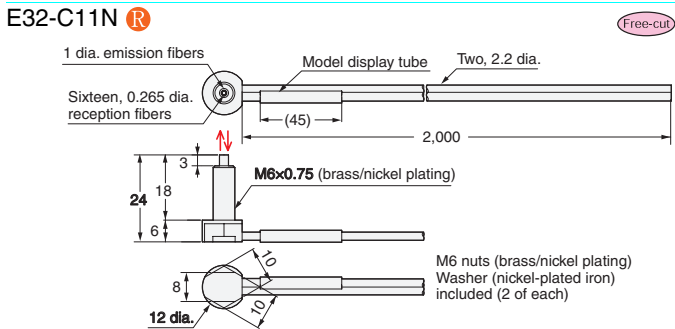 E32-C11N R
Free-cut
1 dia. emission fibers
Model display tube
Two, 2.2 dia.
Sixteen, 0.265 dia.
reception fibers
(45)
2,000
3
M6×0.75 (brass/nickel plating)
24
18
6
10
M6 nuts (brass/nickel plating)
Washer (nickel-plated iron)
included (2 of each)
8
10
12 dia.